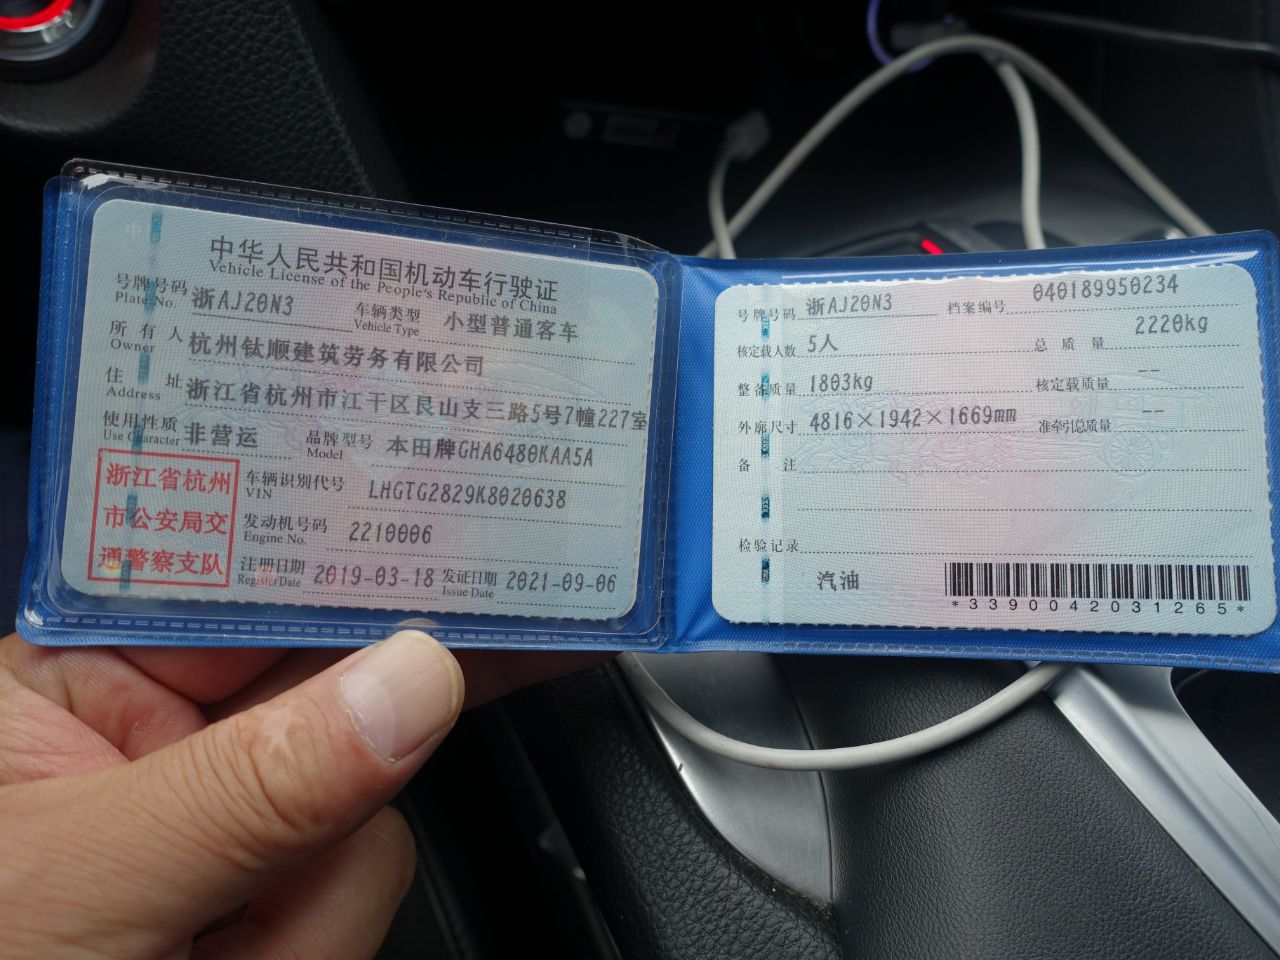 中华人民共和国机动车行驶证
Vehicle License of the People's Republic of China
号牌号码 浙AJ20N3 车辆类型 小型普通客车
Plate No. Vehicle Type
所有人 杭州钛顺建筑劳务有限公司
Owner
住址 浙江省杭州市江干区艮山支三路5号7幢227室
Address
使用性质 非营运 品牌型号 本田牌GHA6480KAA5A
Use Character Model
浙江省杭州
市公安局交
通警察支队
车辆识别代号 LHGTG2829K8020638
VIN
发动机号码 2210006
Engine No.
注册日期 2019-03-18 发证日期 2021-09-06
Register Date Issue Date
号牌号码 浙AJ20N3 档案编号 040189950234
核定载人数 5人 总质量 2220kg
整备质量 1803kg 核定载质量 --
外廓尺寸 4816×1942×1669mm 准牵引总质量 --
备注
检验记录
汽油
*3390042031265*